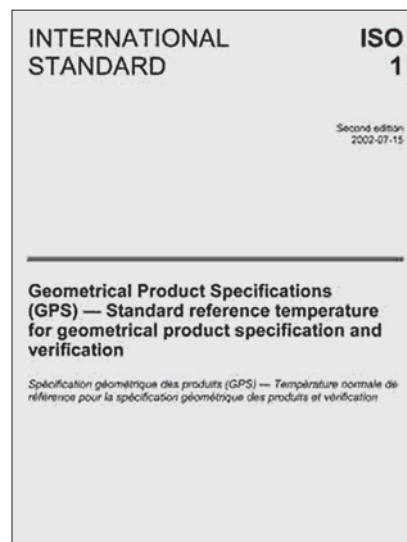 INTERNATIONAL ISO
STANDARD 1
Second edition
2002-07-15
Geometrical Product Specifications
(GPS) — Standard reference temperature
for geometrical product specification and
verification
Spécification géométrique des produits (GPS) — Température normale de
référence pour la spécification géométrique des produits et vérification